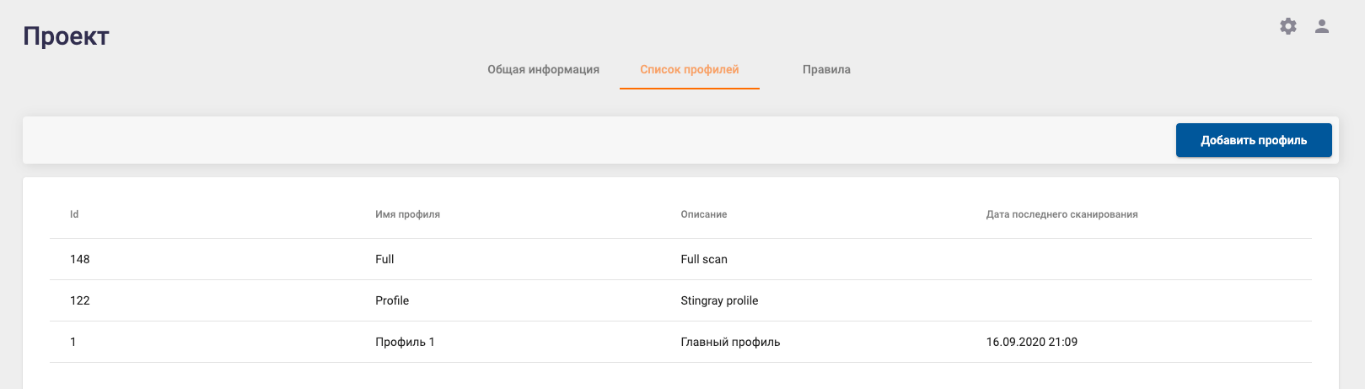 Проект
Общая информация Список профилей Правила
Добавить профиль
Id Имя профиля Описание Дата последнего сканирования
148 Full Full scan
122 Profile Stingray prolile
1 Профиль 1 Главный профиль 16.09.2020 21:09